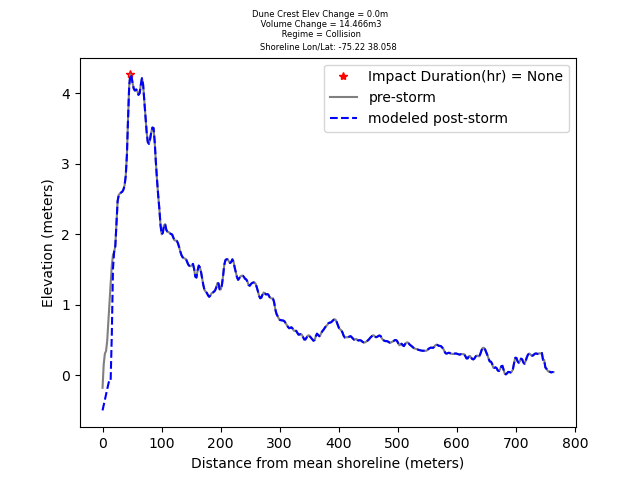 Dune Crest Elev Change = 0.0m
Volume Change = 14.466m3
Regime = Collision
Shoreline Lon/Lat: -75.22 38.058
Impact Duration(hr) = None
pre-storm
modeled post-storm
4
3
2
1
0
Elevation (meters)
0 100 200 300 400 500 600 700 800
Distance from mean shoreline (meters)